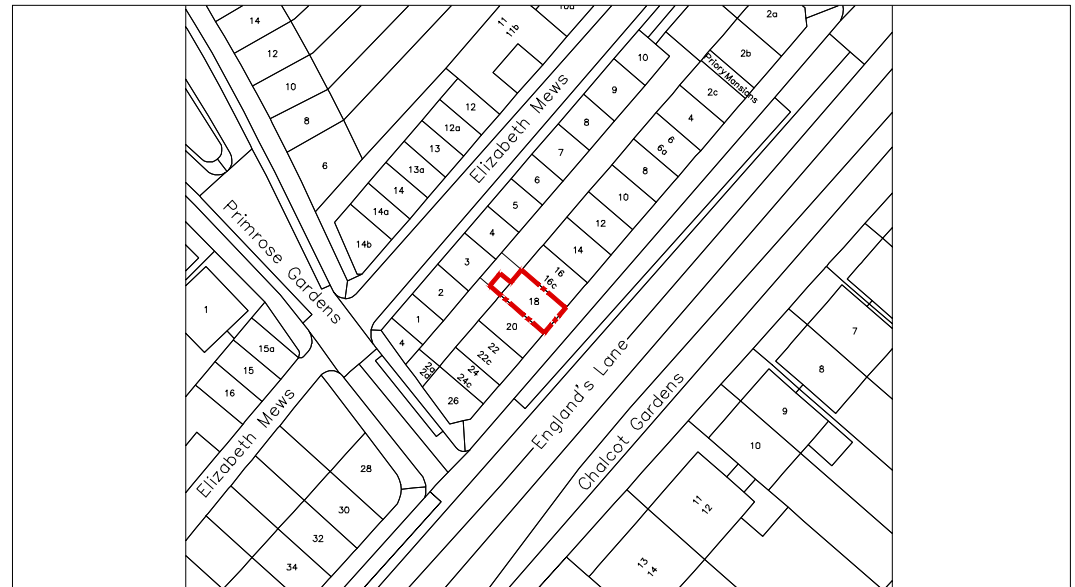 14
12
10
8
6
11
11b
10a
12
12a
13
13a
14
14a
14b
Elizabeth Mews
10
9
8
7
6
5
4
3
2
1
4
2a
2b
Priory Mansions
2c
4
6
6a
8
10
12
14
16
16c
18
20
22
22c
24
24c
26
Primrose Gardens
1
15a
15
16
Elizabeth Mews
28
30
32
34
England's Lane
Chalcot Gardens
7
8
9
10
11
12
13
14